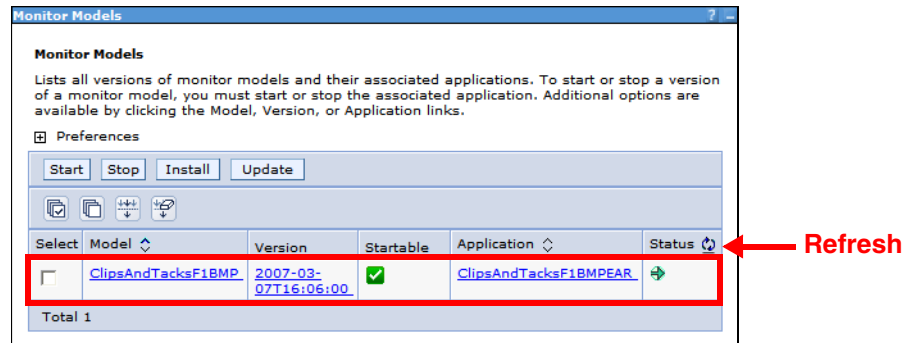 Monitor Models ? _
Monitor Models
Lists all versions of monitor models and their associated applications. To start or stop a version
of a monitor model, you must start or stop the associated application. Additional options are
available by clicking the Model, Version, or Application links.
Preferences
Start Stop Install Update
Select Model Version Startable Application Status
Refresh
ClipsAndTacksF1BMP 2007-03-
07T16:06:00 ClipsAndTacksF1BMPEAR
Total 1